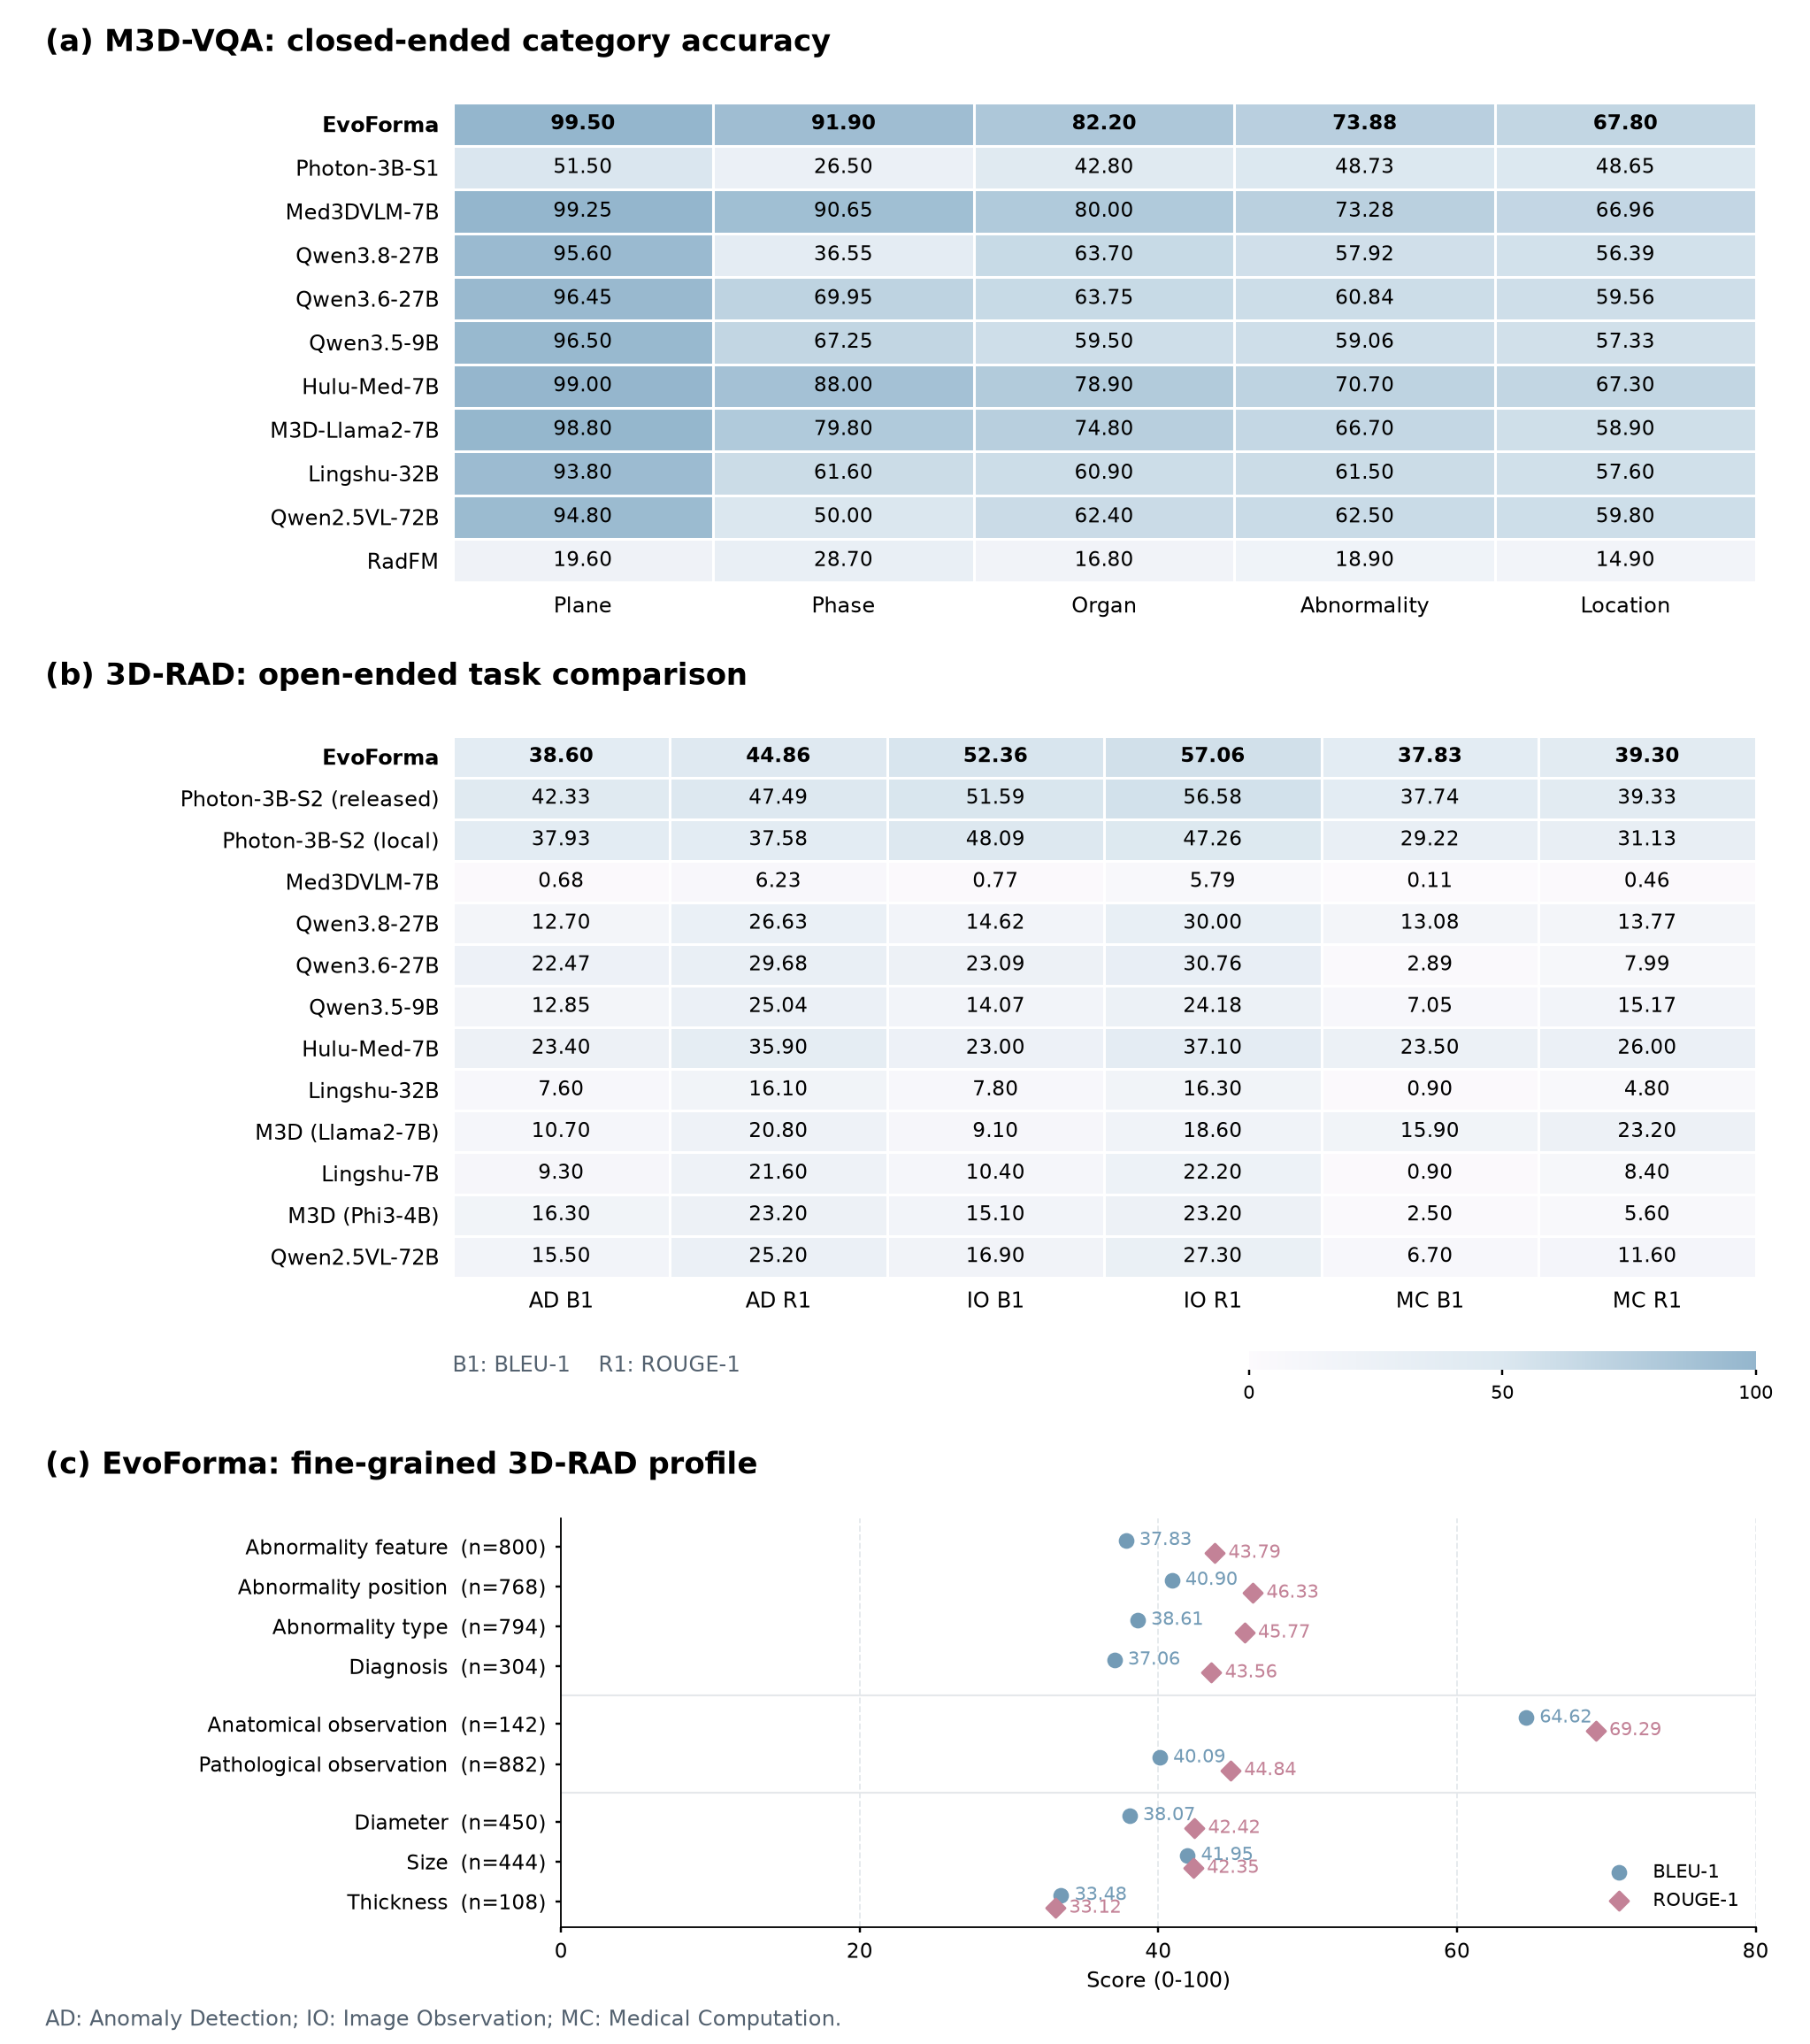 (a) M3D-VQA: closed-ended category accuracy
EvoForma 99.50 91.90 82.20 73.88 67.80
Photon-3B-S1 51.50 26.50 42.80 48.73 48.65
Med3DVLM-7B 99.25 90.65 80.00 73.28 66.96
Qwen3.8-27B 95.60 36.55 63.70 57.92 56.39
Qwen3.6-27B 96.45 69.95 63.75 60.84 59.56
Qwen3.5-9B 96.50 67.25 59.50 59.06 57.33
Hulu-Med-7B 99.00 88.00 78.90 70.70 67.30
M3D-Llama2-7B 98.80 79.80 74.80 66.70 58.90
Lingshu-32B 93.80 61.60 60.90 61.50 57.60
Qwen2.5VL-72B 94.80 50.00 62.40 62.50 59.80
RadFM 19.60 28.70 16.80 18.90 14.90
Plane Phase Organ Abnormality Location
(b) 3D-RAD: open-ended task comparison
EvoForma 38.60 44.86 52.36 57.06 37.83 39.30
Photon-3B-S2 (released) 42.33 47.49 51.59 56.58 37.74 39.33
Photon-3B-S2 (local) 37.93 37.58 48.09 47.26 29.22 31.13
Med3DVLM-7B 0.68 6.23 0.77 5.79 0.11 0.46
Qwen3.8-27B 12.70 26.63 14.62 30.00 13.08 13.77
Qwen3.6-27B 22.47 29.68 23.09 30.76 2.89 7.99
Qwen3.5-9B 12.85 25.04 14.07 24.18 7.05 15.17
Hulu-Med-7B 23.40 35.90 23.00 37.10 23.50 26.00
Lingshu-32B 7.60 16.10 7.80 16.30 0.90 4.80
M3D (Llama2-7B) 10.70 20.80 9.10 18.60 15.90 23.20
Lingshu-7B 9.30 21.60 10.40 22.20 0.90 8.40
M3D (Phi3-4B) 16.30 23.20 15.10 23.20 2.50 5.60
Qwen2.5VL-72B 15.50 25.20 16.90 27.30 6.70 11.60
AD B1 AD R1 IO B1 IO R1 MC B1 MC R1
B1: BLEU-1 R1: ROUGE-1
0 50 100
(c) EvoForma: fine-grained 3D-RAD profile
Abnormality feature (n=800) 37.83 43.79
Abnormality position (n=768) 40.90 46.33
Abnormality type (n=794) 38.61 45.77
Diagnosis (n=304) 37.06 43.56
Anatomical observation (n=142) 64.62 69.29
Pathological observation (n=882) 40.09 44.84
Diameter (n=450) 38.07 42.42
Size (n=444) 41.95 42.35
Thickness (n=108) 33.48 33.12
BLEU-1
ROUGE-1
0 20 40 60 80
Score (0-100)
AD: Anomaly Detection; IO: Image Observation; MC: Medical Computation.